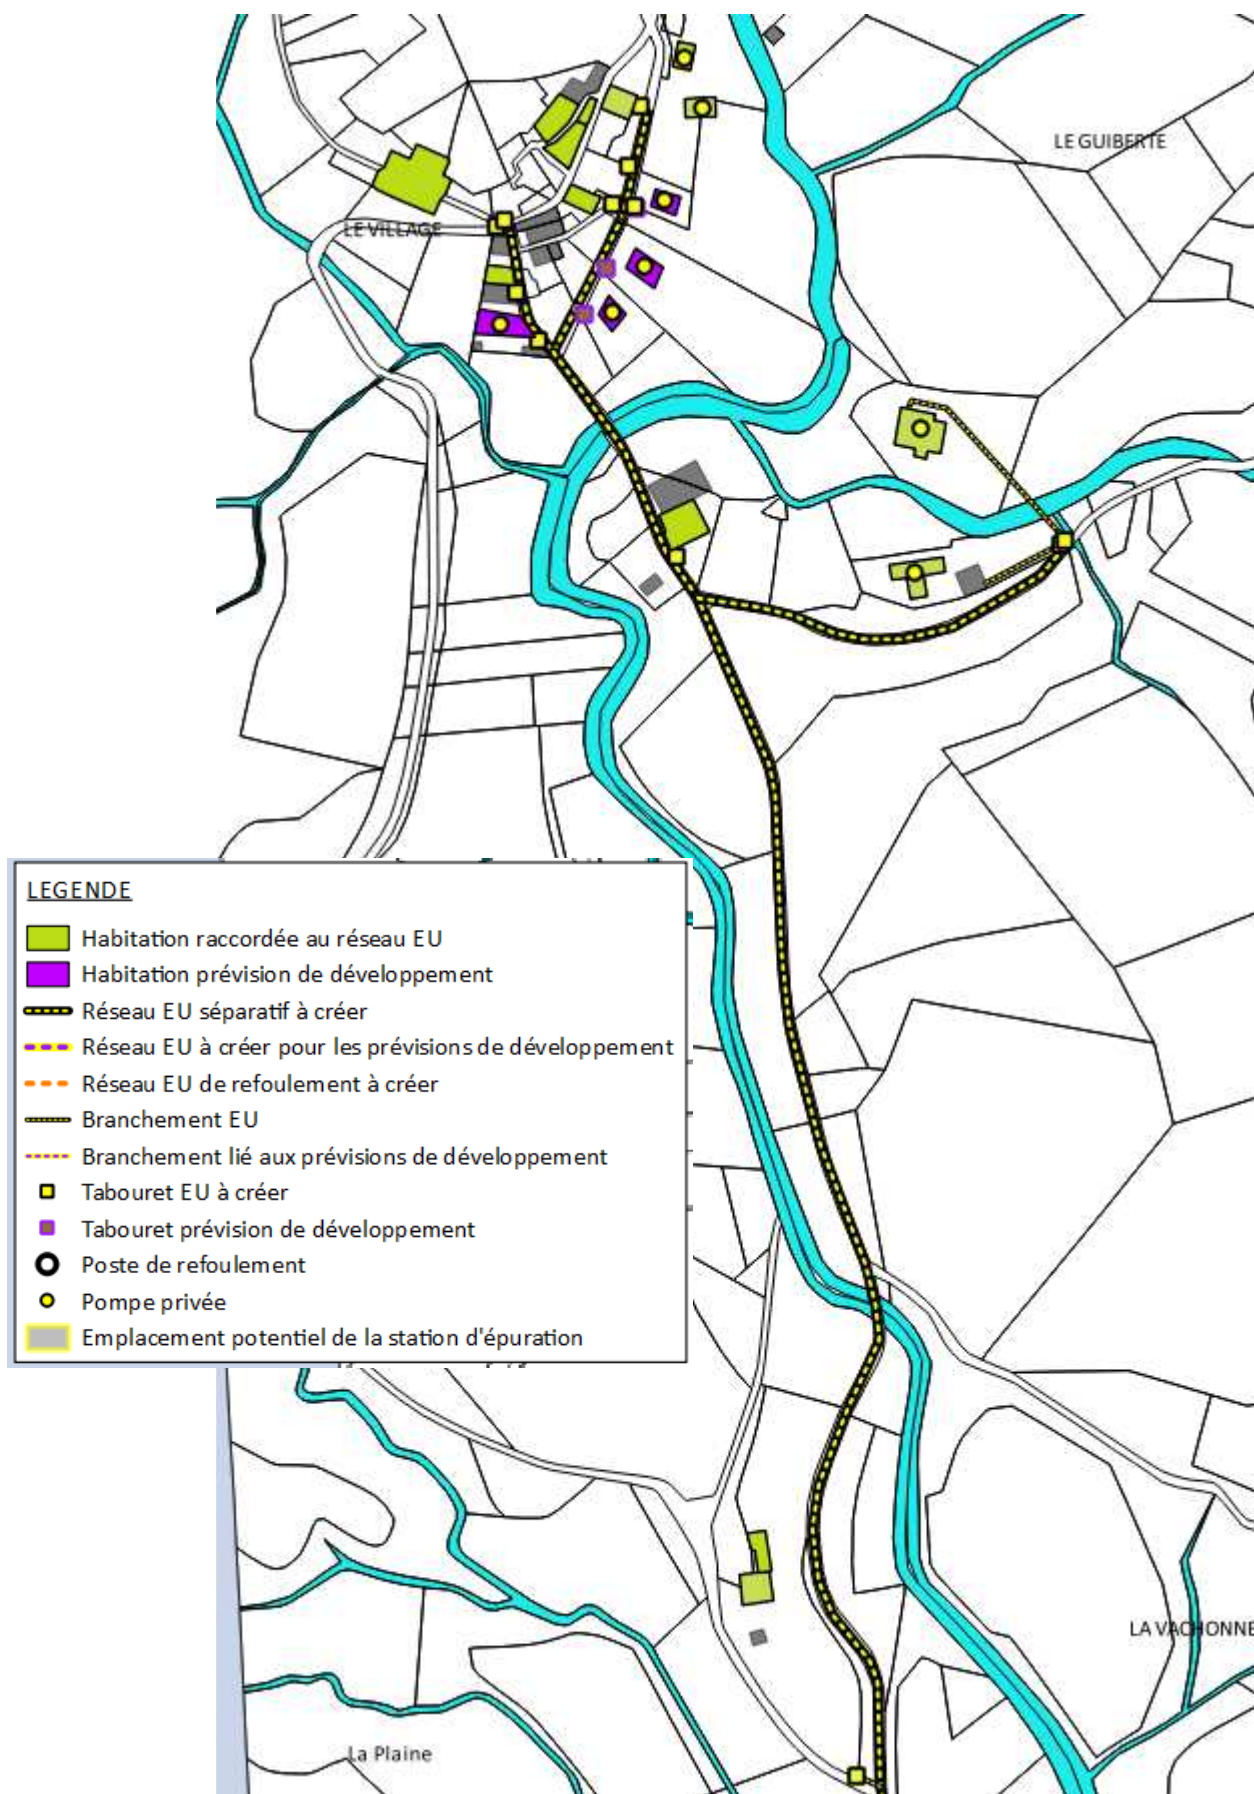 LE GUIBERTE
LE VILLAGE
LEGENDE
Habitation raccordée au réseau EU
Habitation prévision de développement
Réseau EU séparatif à créer
Réseau EU à créer pour les prévisions de développement
Réseau EU de refoulement à créer
Branchement EU
Branchement lié aux prévisions de développement
Tabouret EU à créer
Tabouret prévision de développement
Poste de refoulement
Pompe privée
Emplacement potentiel de la station d'épuration
LA VACHONNE
La Plaine